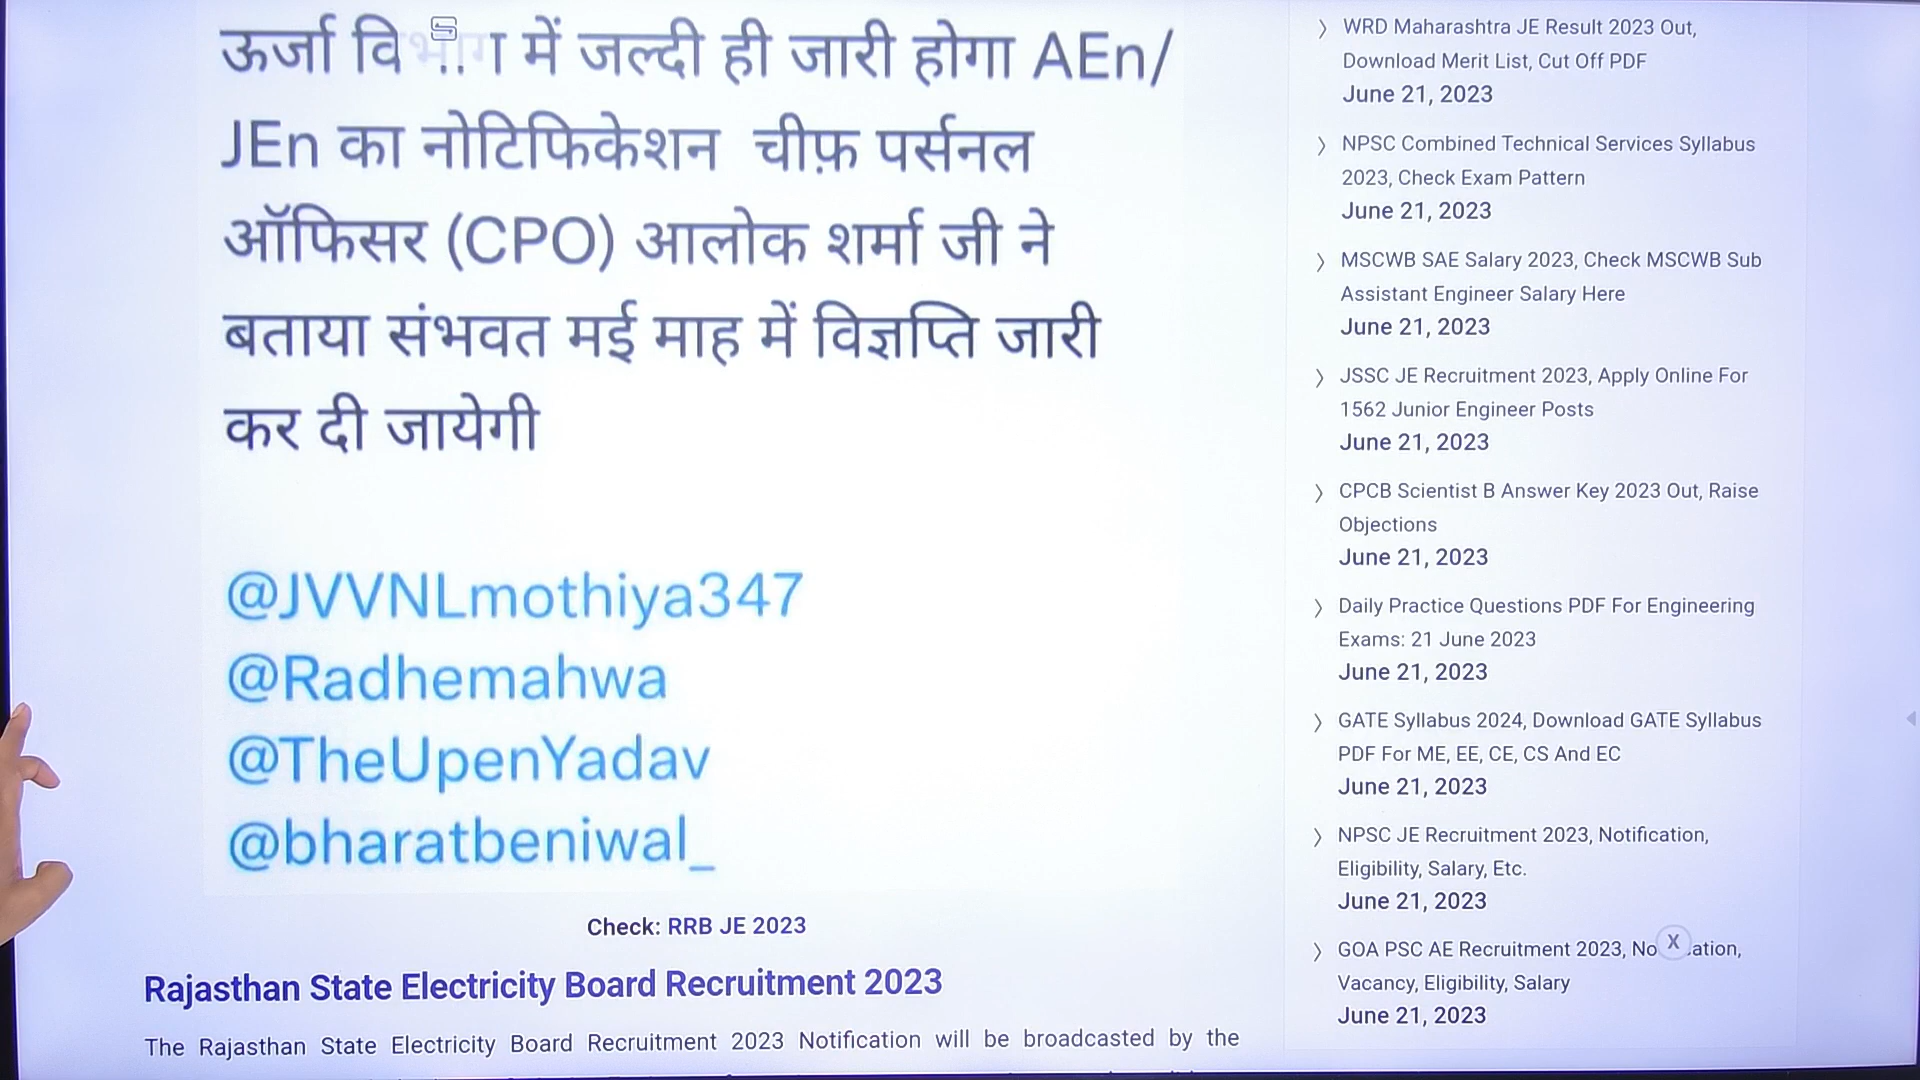 ऊर्जा विभाग में जल्दी ही जारी होगा AEn/
JEn का नोटिफिकेशन चीफ़ पर्सनल
ऑफिसर (CPO) आलोक शर्मा जी ने
बताया संभवत मई माह में विज्ञप्ति जारी
कर दी जायेगी
@JVVNLmothiya347
@Radhemahwa
@TheUpenYadav
@bharatbeniwal_
Check: RRB JE 2023
Rajasthan State Electricity Board Recruitment 2023
The Rajasthan State Electricity Board Recruitment 2023 Notification will be broadcasted by the
WRD Maharashtra JE Result 2023 Out,
Download Merit List, Cut Off PDF
June 21, 2023
NPSC Combined Technical Services Syllabus
2023, Check Exam Pattern
June 21, 2023
MSCWB SAE Salary 2023, Check MSCWB Sub
Assistant Engineer Salary Here
June 21, 2023
JSSC JE Recruitment 2023, Apply Online For
1562 Junior Engineer Posts
June 21, 2023
CPCB Scientist B Answer Key 2023 Out, Raise
Objections
June 21, 2023
Daily Practice Questions PDF For Engineering
Exams: 21 June 2023
June 21, 2023
GATE Syllabus 2024, Download GATE Syllabus
PDF For ME, EE, CE, CS And EC
June 21, 2023
NPSC JE Recruitment 2023, Notification,
Eligibility, Salary, Etc.
June 21, 2023
GOA PSC AE Recruitment 2023,
Vacancy, Eligibility, Salary
June 21, 2023
X